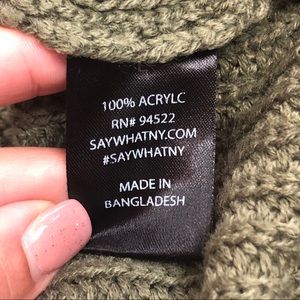 100% ACRYLC
RN# 94522
SAYWHATNY.COM
#SAYWHATNY
MADE IN
BANGLADESH